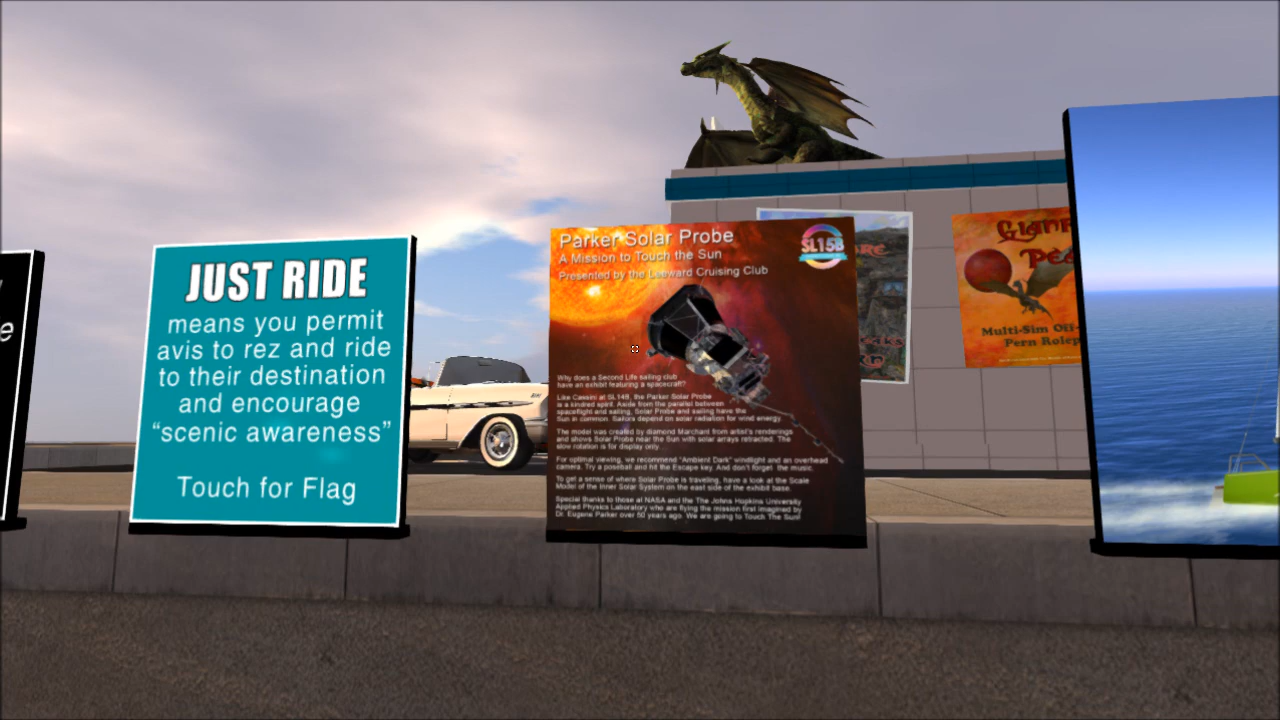 e
JUST RIDE
means you permit
avis to rez and ride
to their destination
and encourage
“scenic awareness”
Touch for Flag
Parker Solar Probe
A Mission to Touch the Sun
Presented by the Leeward Cruising Club
SL15B
Why does a Second Life sailing club
have an exhibit featuring a spacecraft?
Like Cassini at SL14B, the Parker Solar Probe
is a kindred spirit. Aside from the parallel between
spaceflight and sailing, Solar Probe and sailing have the
Sun in common. Sailors depend on solar radiation for wind energy.
The model was created by diamond Marchant from artist's renderings
and shows Solar Probe near the Sun with solar arrays retracted. The
slow rotation is for display only.
For optimal viewing, we recommend "Ambient Dark" windlight and an overhead
camera. Try a poseball and hit the Escape key. And don't forget the music.
To get a sense of where Solar Probe is traveling, have a look at the Scale
Model of the Inner Solar System on the east side of the exhibit base.
Special thanks to those at NASA and the The Johns Hopkins University
Applied Physics Laboratory who are flying the mission first imagined by
Dr. Eugene Parker over 50 years ago. We are going to Touch The Sun!
Multi-Sim Off-
Pern Rolep